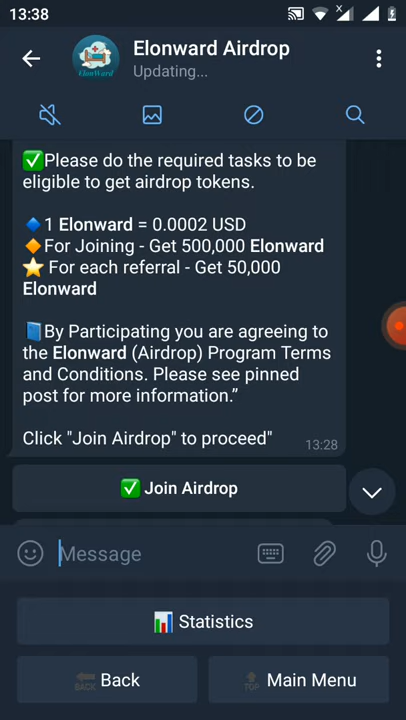 13:38
Elonward Airdrop
Updating...
ElonWard
✅Please do the required tasks to be
eligible to get airdrop tokens.
🔷1 Elonward = 0.0002 USD
🔶For Joining - Get 500,000 Elonward
⭐ For each referral - Get 50,000
Elonward
📘By Participating you are agreeing to
the Elonward (Airdrop) Program Terms
and Conditions. Please see pinned
post for more information.”
Click "Join Airdrop" to proceed"
13:28
✅ Join Airdrop
Message
📊 Statistics
BACK Back
TOP Main Menu